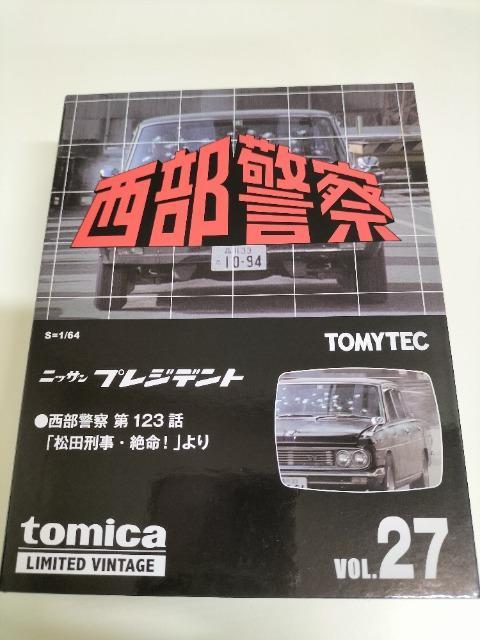 西部警察
10-94
S=1/64
TOMYTEC
ニッサン プレジデント
●西部警察 第123話
「松田刑事・絶命！」より
tomica
LIMITED VINTAGE
VOL.27